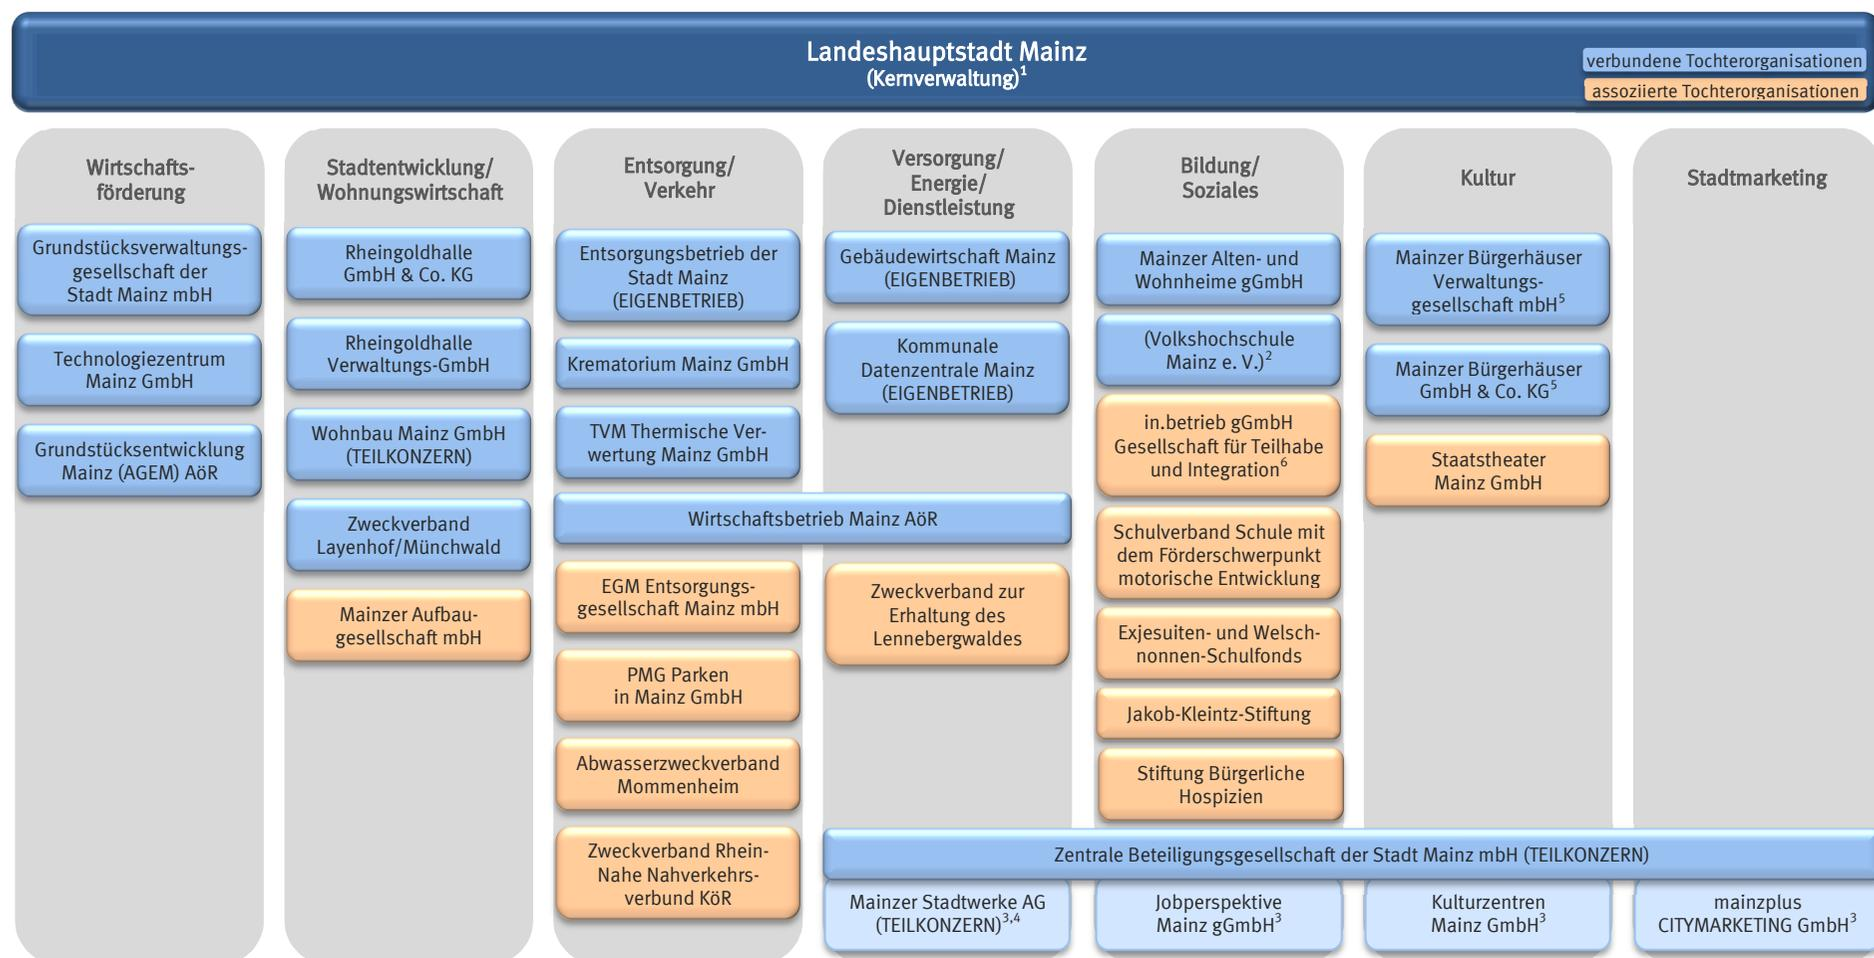 Landeshauptstadt Mainz
(Kernverwaltung)¹
verbundene Tochterorganisationen
assoziierte Tochterorganisationen
Wirtschafts-
förderung
Grundstücksverwaltungs-
gesellschaft der
Stadt Mainz mbH
Technologiezentrum
Mainz GmbH
Grundstücksentwicklung
Mainz (AGEM) AöR
Stadtentwicklung/
Wohnungswirtschaft
Rheingoldhalle
GmbH & Co. KG
Rheingoldhalle
Verwaltungs-GmbH
Wohnbau Mainz GmbH
(TEILKONZERN)
Zweckverband
Layenhof/Münchwald
Mainzer Aufbau-
gesellschaft mbH
Entsorgung/
Verkehr
Entsorgungsbetrieb der
Stadt Mainz
(EIGENBETRIEB)
Krematorium Mainz GmbH
TVM Thermische Ver-
wertung Mainz GmbH
Wirtschaftsbetrieb Mainz AöR
EGM Entsorgungs-
gesellschaft Mainz mbH
PMG Parken
in Mainz GmbH
Abwasserzweckverband
Mommenheim
Zweckverband Rhein-
Nahe Nahverkehrs-
verbund KöR
Versorgung/
Energie/
Dienstleistung
Gebäudewirtschaft Mainz
(EIGENBETRIEB)
Kommunale
Datenzentrale Mainz
(EIGENBETRIEB)
Zweckverband zur
Erhaltung des
Lennebergwaldes
Bildung/
Soziales
Mainzer Alten- und
Wohnheime gGmbH
(Volkshochschule
Mainz e. V.)²
in.betrieb gGmbH
Gesellschaft für Teilhabe
und Integration⁶
Schulverband Schule mit
dem Förderschwerpunkt
motorische Entwicklung
Exjesuiten- und Welsch-
nonnen-Schulfonds
Jakob-Kleintz-Stiftung
Stiftung Bürgerliche
Hospizien
Kultur
Mainzer Bürgerhäuser
Verwaltungs-
gesellschaft mbH⁵
Mainzer Bürgerhäuser
GmbH & Co. KG⁵
Staatstheater
Mainz GmbH
Stadtmarketing
Zentrale Beteiligungsgesellschaft der Stadt Mainz mbH (TEILKONZERN)
Mainzer Stadtwerke AG
(TEILKONZERN)³,⁴
Jobperspektive
Mainz gGmbH³
Kulturzentren
Mainz GmbH³
mainzplus
CITYMARKETING GmbH³